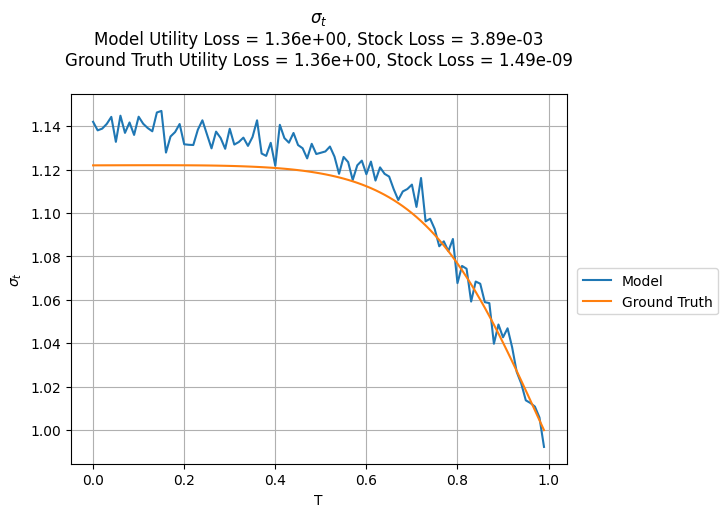 σt
Model Utility Loss = 1.36e+00, Stock Loss = 3.89e-03
Ground Truth Utility Loss = 1.36e+00, Stock Loss = 1.49e-09
1.14
1.12
1.10
1.08
1.06
1.04
1.02
1.00
σt
0.0 0.2 0.4 0.6 0.8 1.0
T
Model
Ground Truth